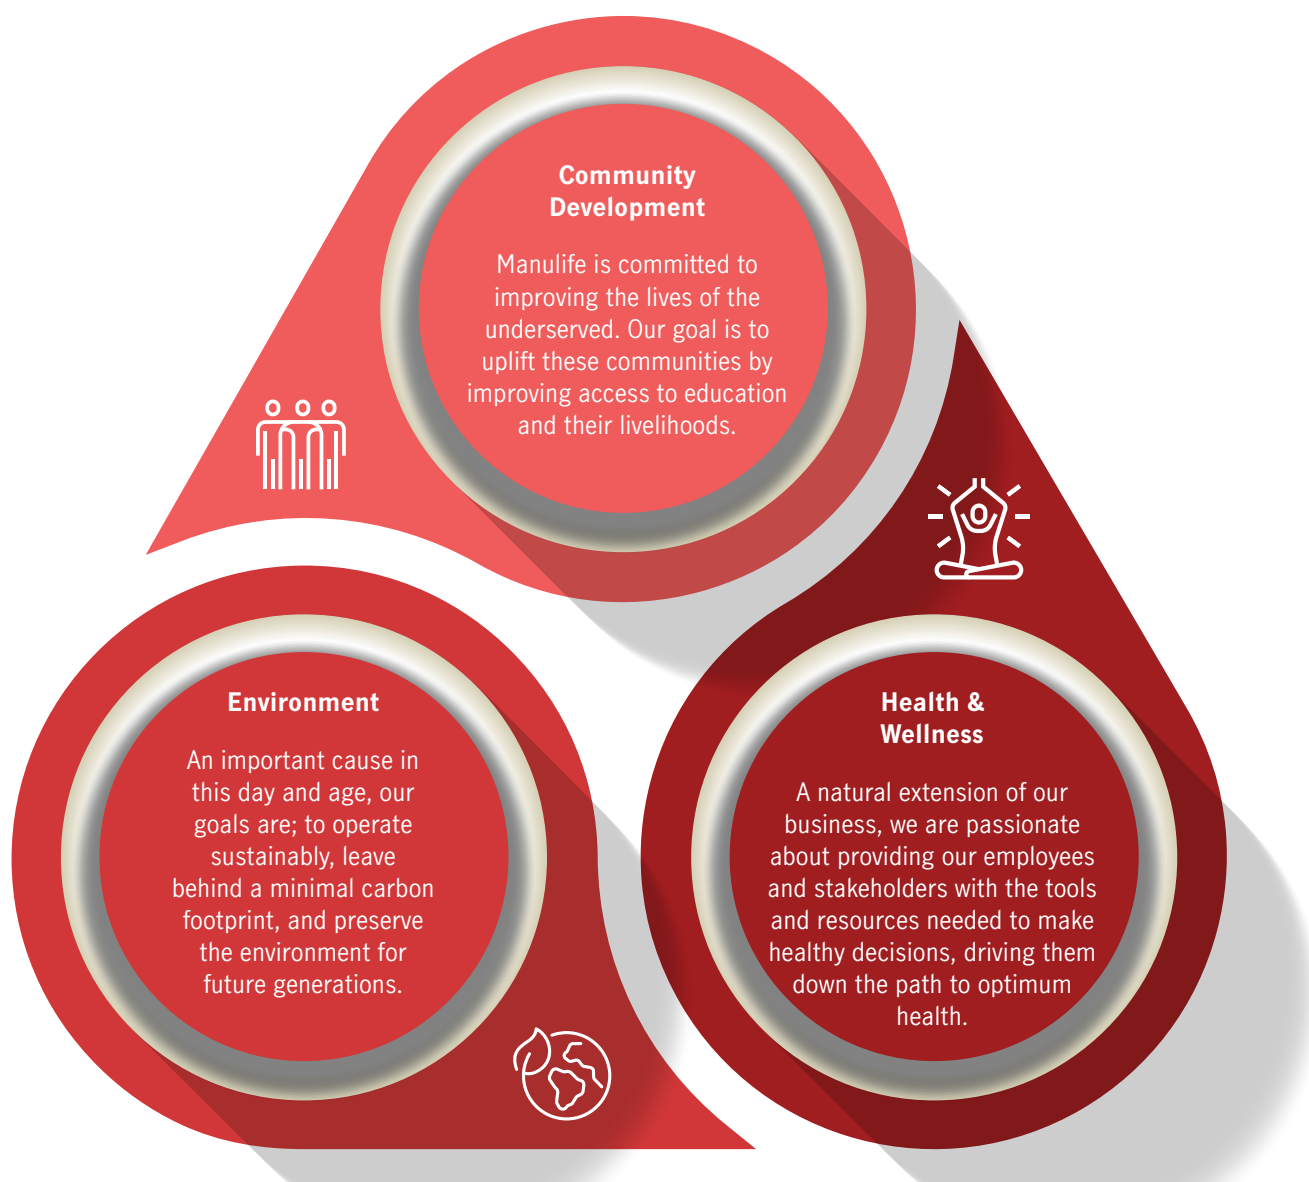 Community
Development
Manulife is committed to
improving the lives of the
underserved. Our goal is to
uplift these communities by
improving access to education
and their livelihoods.
Environment
An important cause in
this day and age, our
goals are; to operate
sustainably, leave
behind a minimal carbon
footprint, and preserve
the environment for
future generations.
Health &
Wellness
A natural extension of our
business, we are passionate
about providing our employees
and stakeholders with the tools
and resources needed to make
healthy decisions, driving them
down the path to optimum
health.